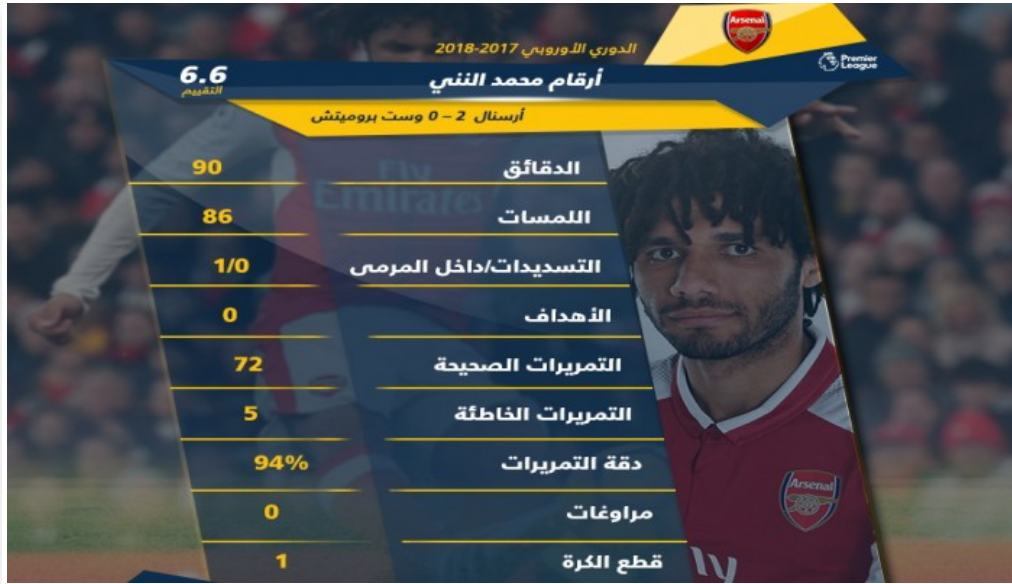 Arsenal
Premier League
الدوري الأوروبي 2017-2018
أرقام محمد النني
6.6
التقييم
أرسنال 2 – 0 وست بروميتش
الدقائق 90
اللمسات 86
التسديدات/داخل المرمى 1/0
الأهداف 0
التمريرات الصحيحة 72
التمريرات الخاطئة 5
دقة التمريرات 94%
مراوغات 0
قطع الكرة 1
Fly
Emirates
Arsenal